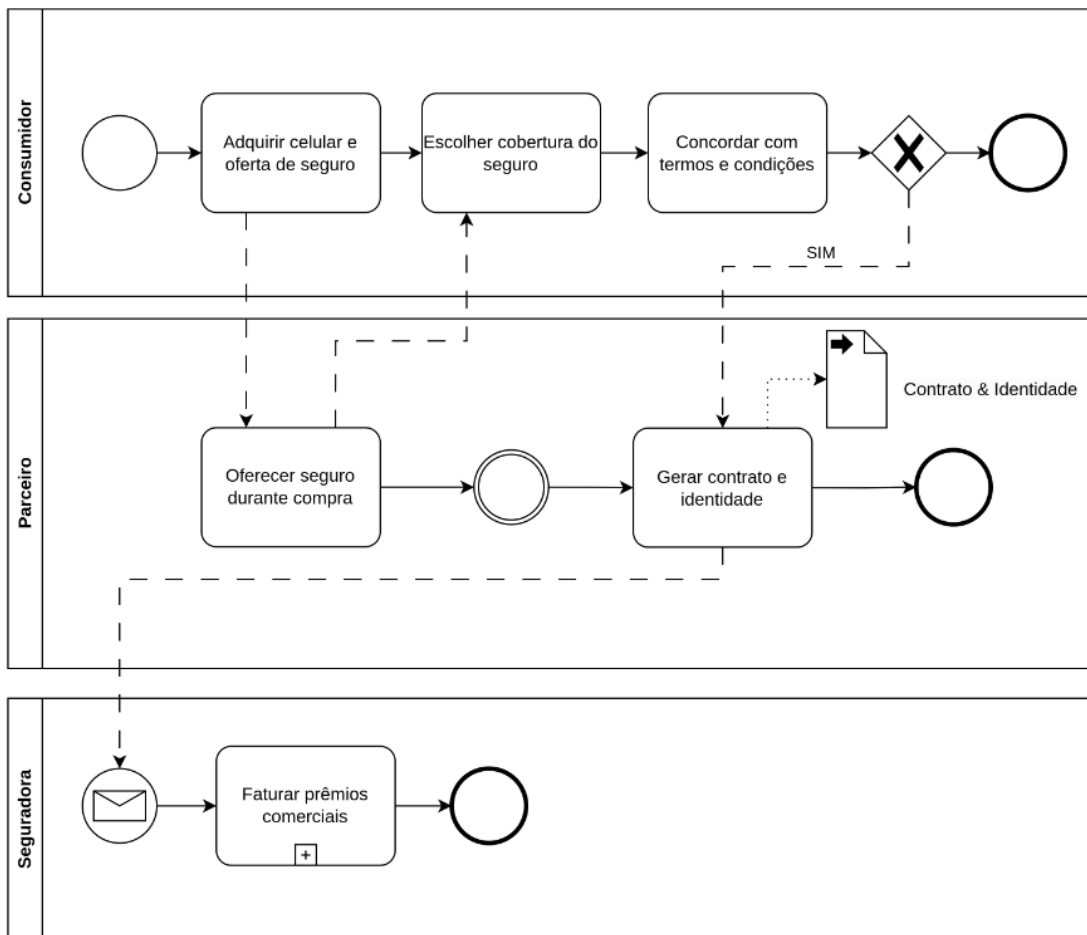 Consumidor
Adquirir celular e
oferta de seguro
Escolher cobertura do
seguro
Concordar com
termos e condições
SIM
Parceiro
Contrato & Identidade
Oferecer seguro
durante compra
Gerar contrato e
identidade
Seguradora
Faturar prêmios
comerciais